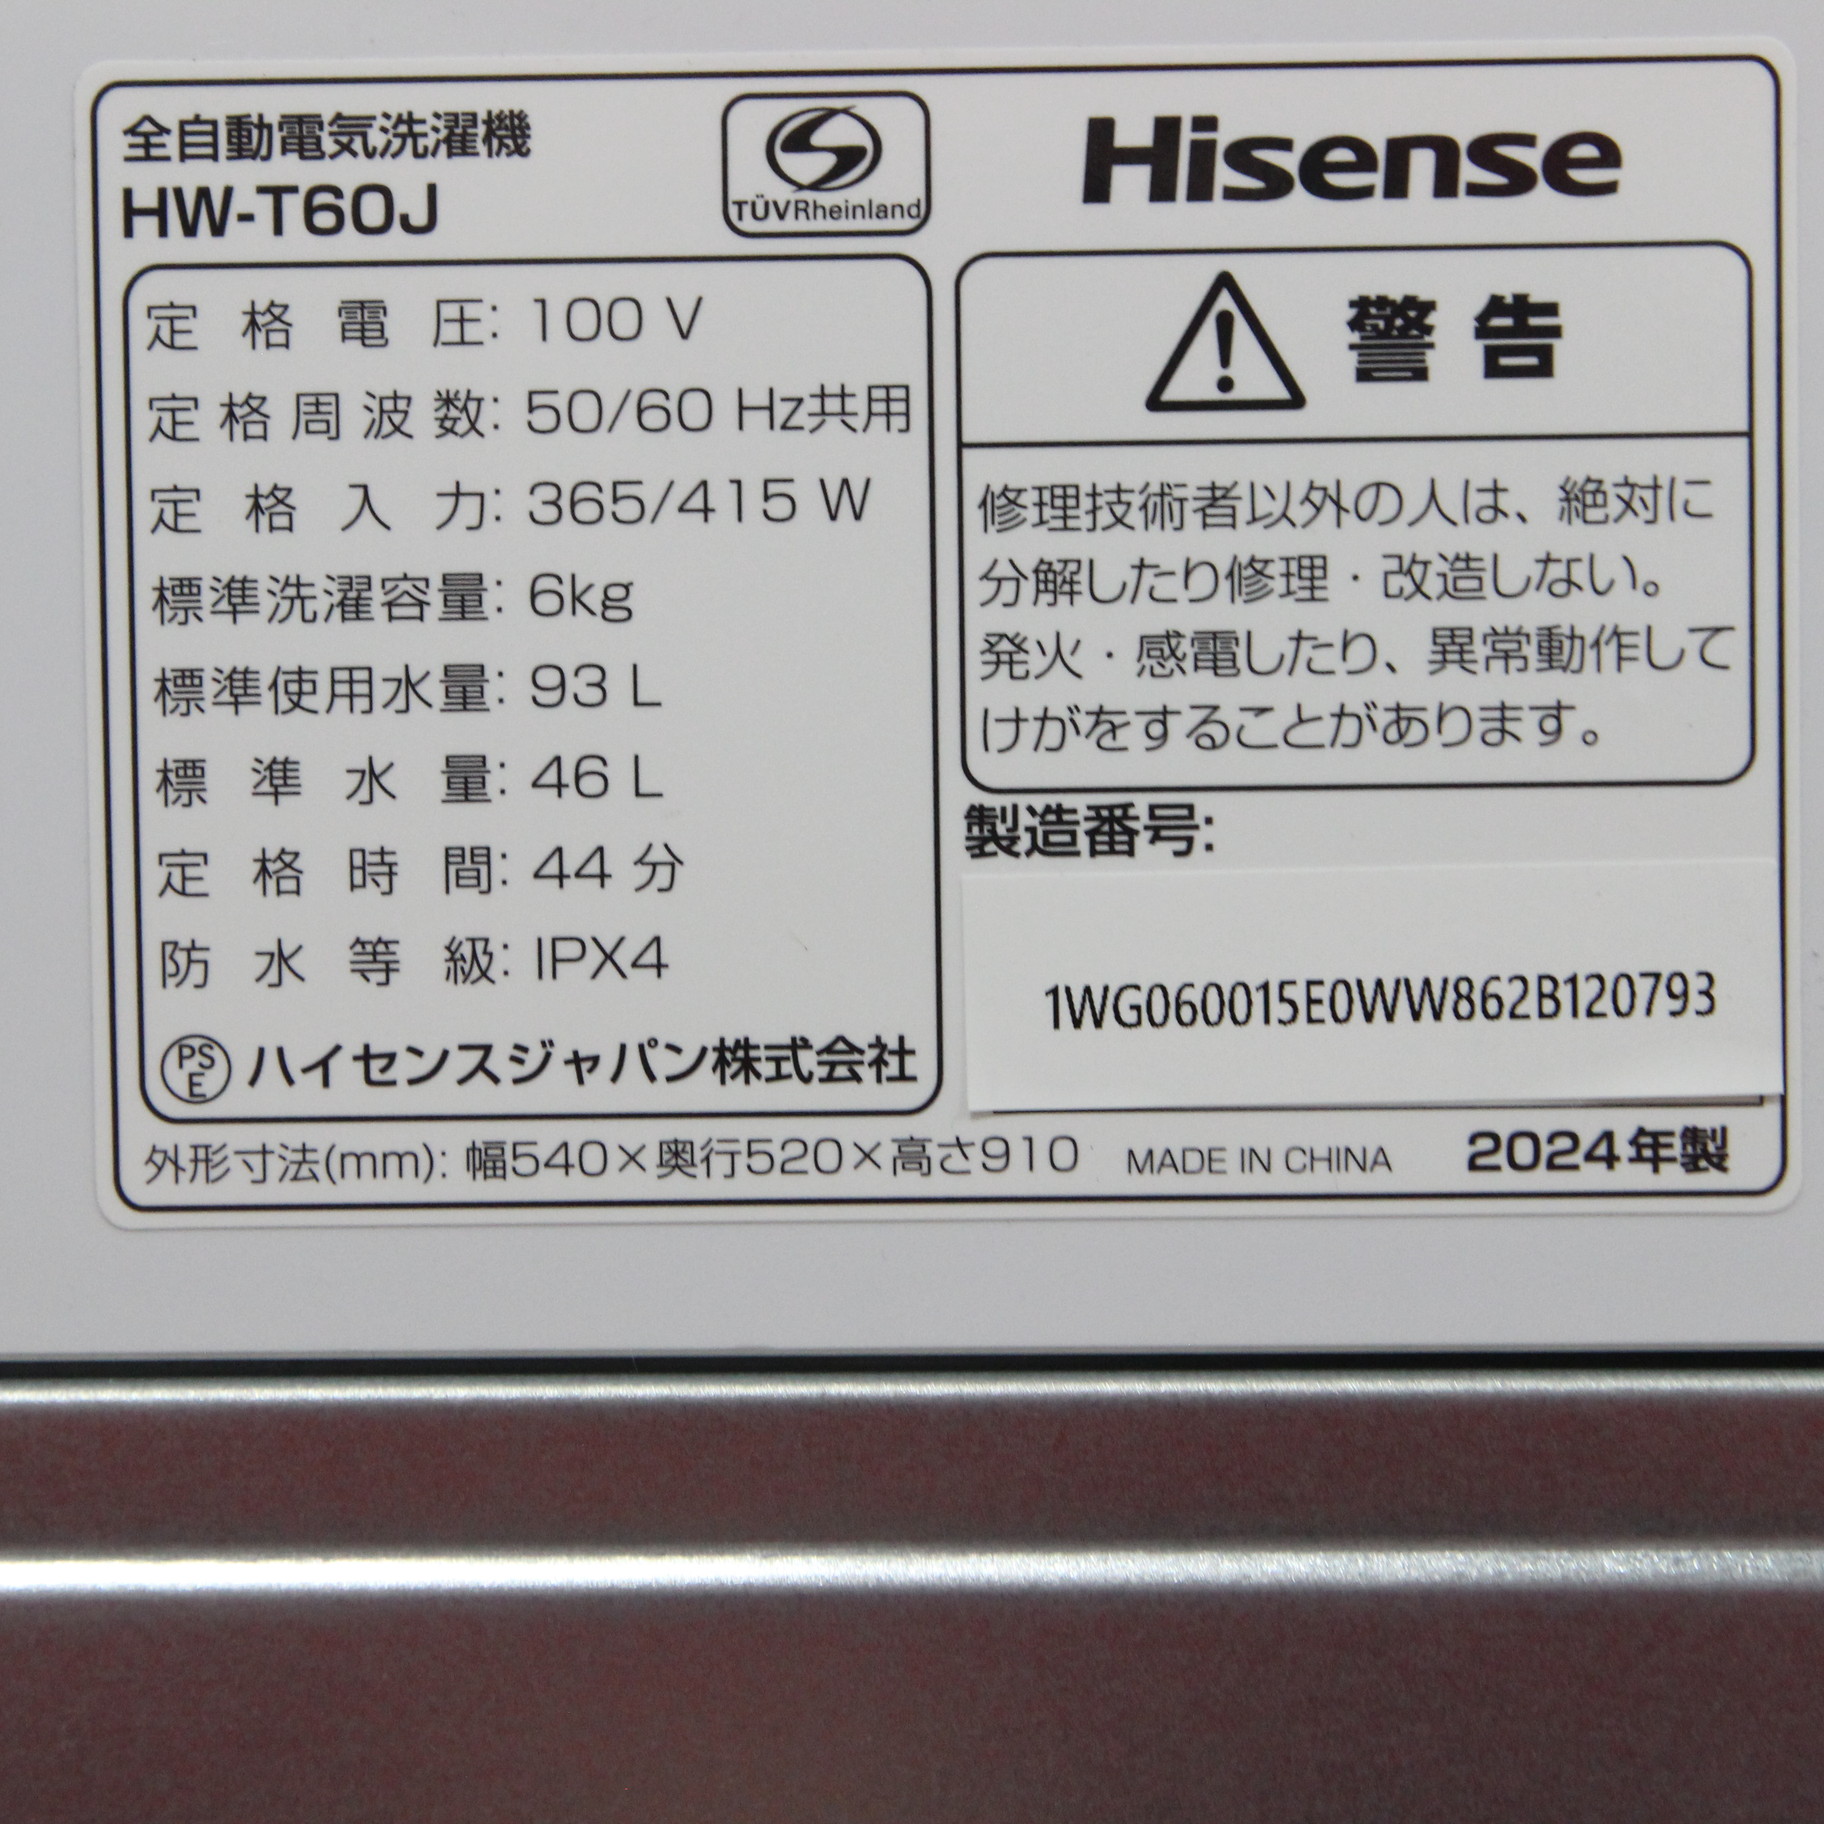 全自動電気洗濯機
HW-T60J
TÜVRheinland
Hisense
定格電圧: 100 V
定格周波数: 50/60 Hz共用
定格入力: 365/415 W
標準洗濯容量: 6kg
標準使用水量: 93 L
標準水量: 46 L
定格時間: 44 分
防水等級: IPX4
PS
E
ハイセンスジャパン株式会社
警告
修理技術者以外の人は、絶対に
分解したり修理・改造しない。
発火・感電したり、異常動作して
けがをすることがあります。
製造番号:
1WG060015E0WW862B120793
外形寸法(mm): 幅540×奥行520×高さ910
MADE IN CHINA
2024年製